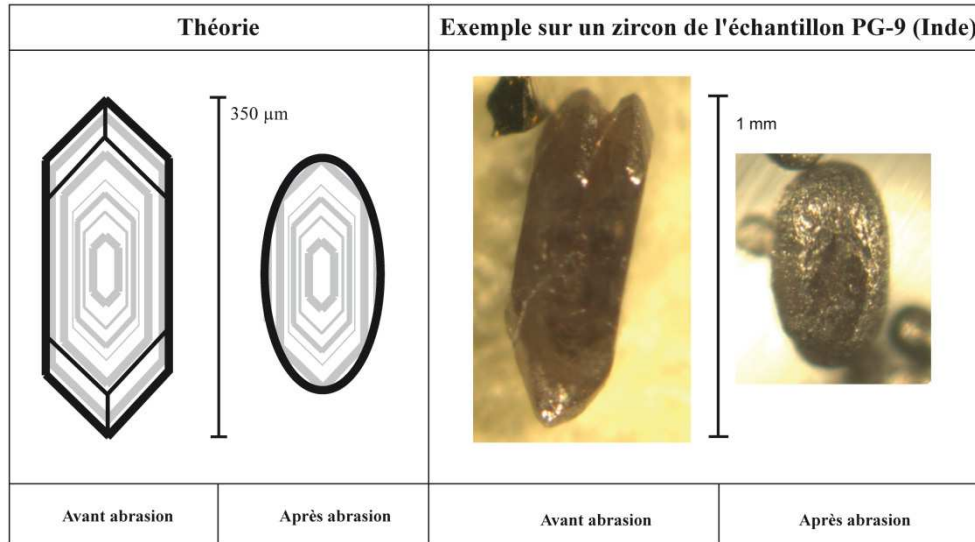 Théorie
Exemple sur un zircon de l'échantillon PG-9 (Inde)
350 µm
1 mm
Avant abrasion
Après abrasion
Avant abrasion
Après abrasion